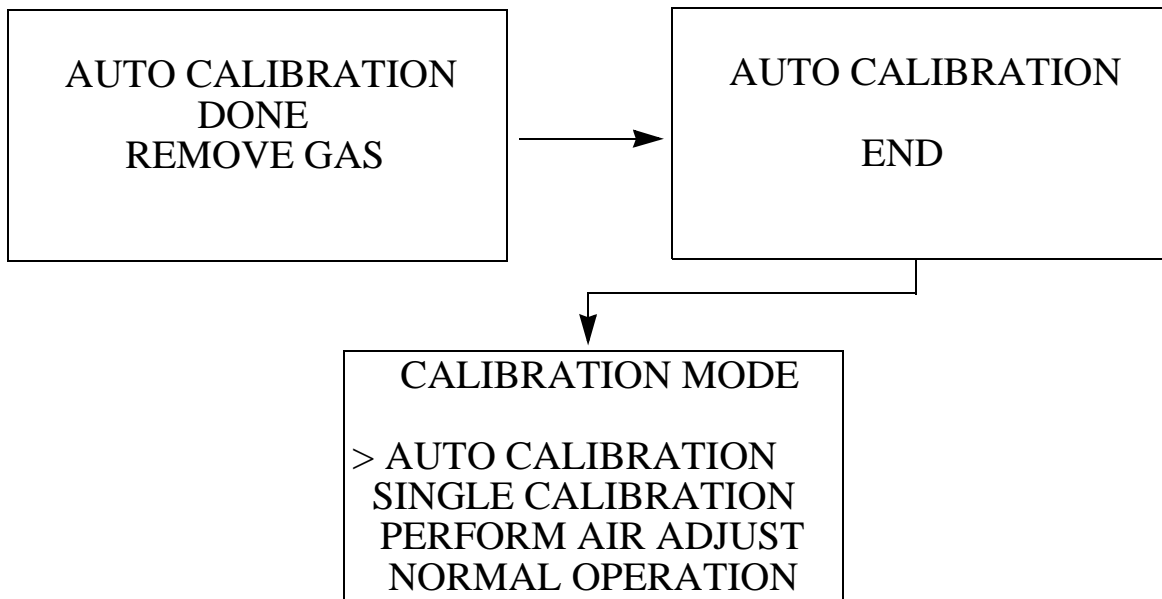 AUTO CALIBRATION
DONE
REMOVE GAS
AUTO CALIBRATION
END
CALIBRATION MODE
> AUTO CALIBRATION
SINGLE CALIBRATION
PERFORM AIR ADJUST
NORMAL OPERATION